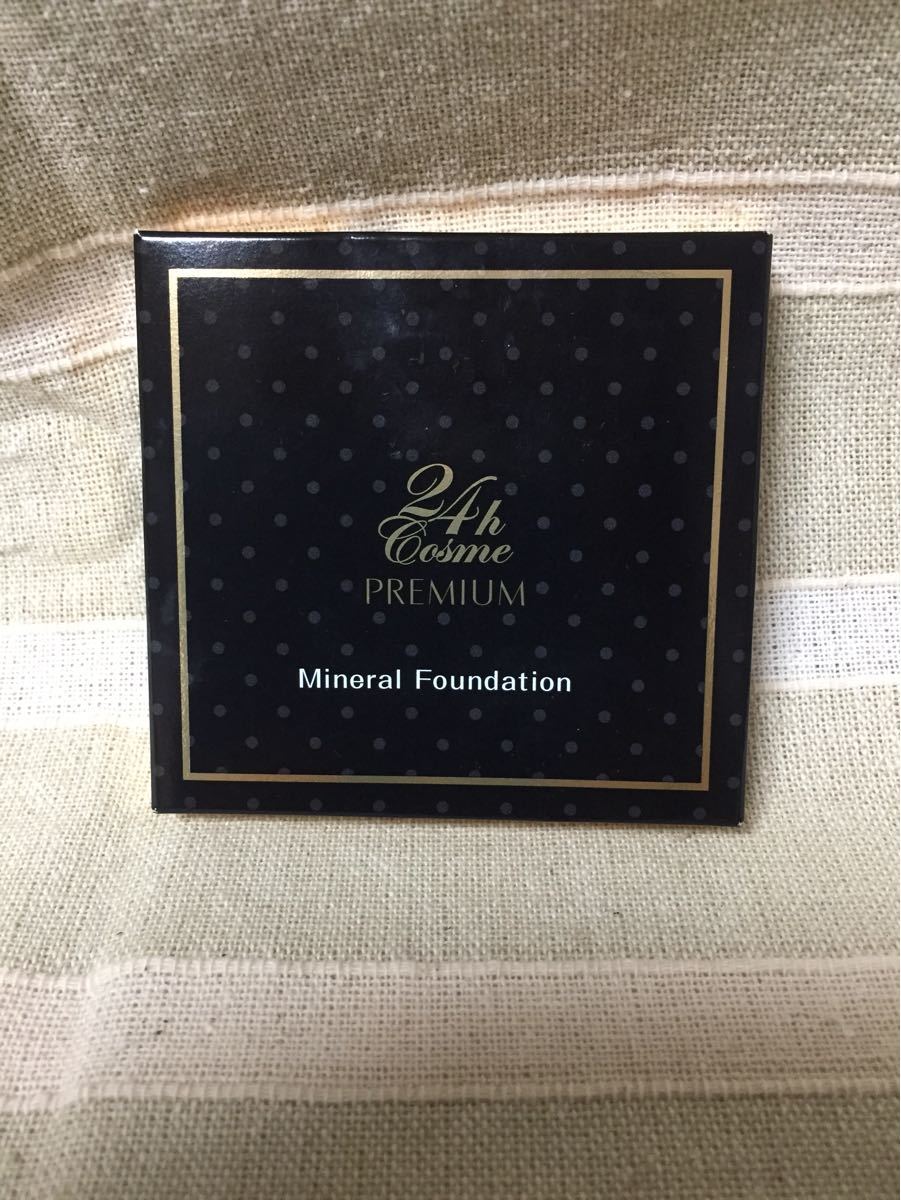 24h
Cosme
PREMIUM
Mineral Foundation